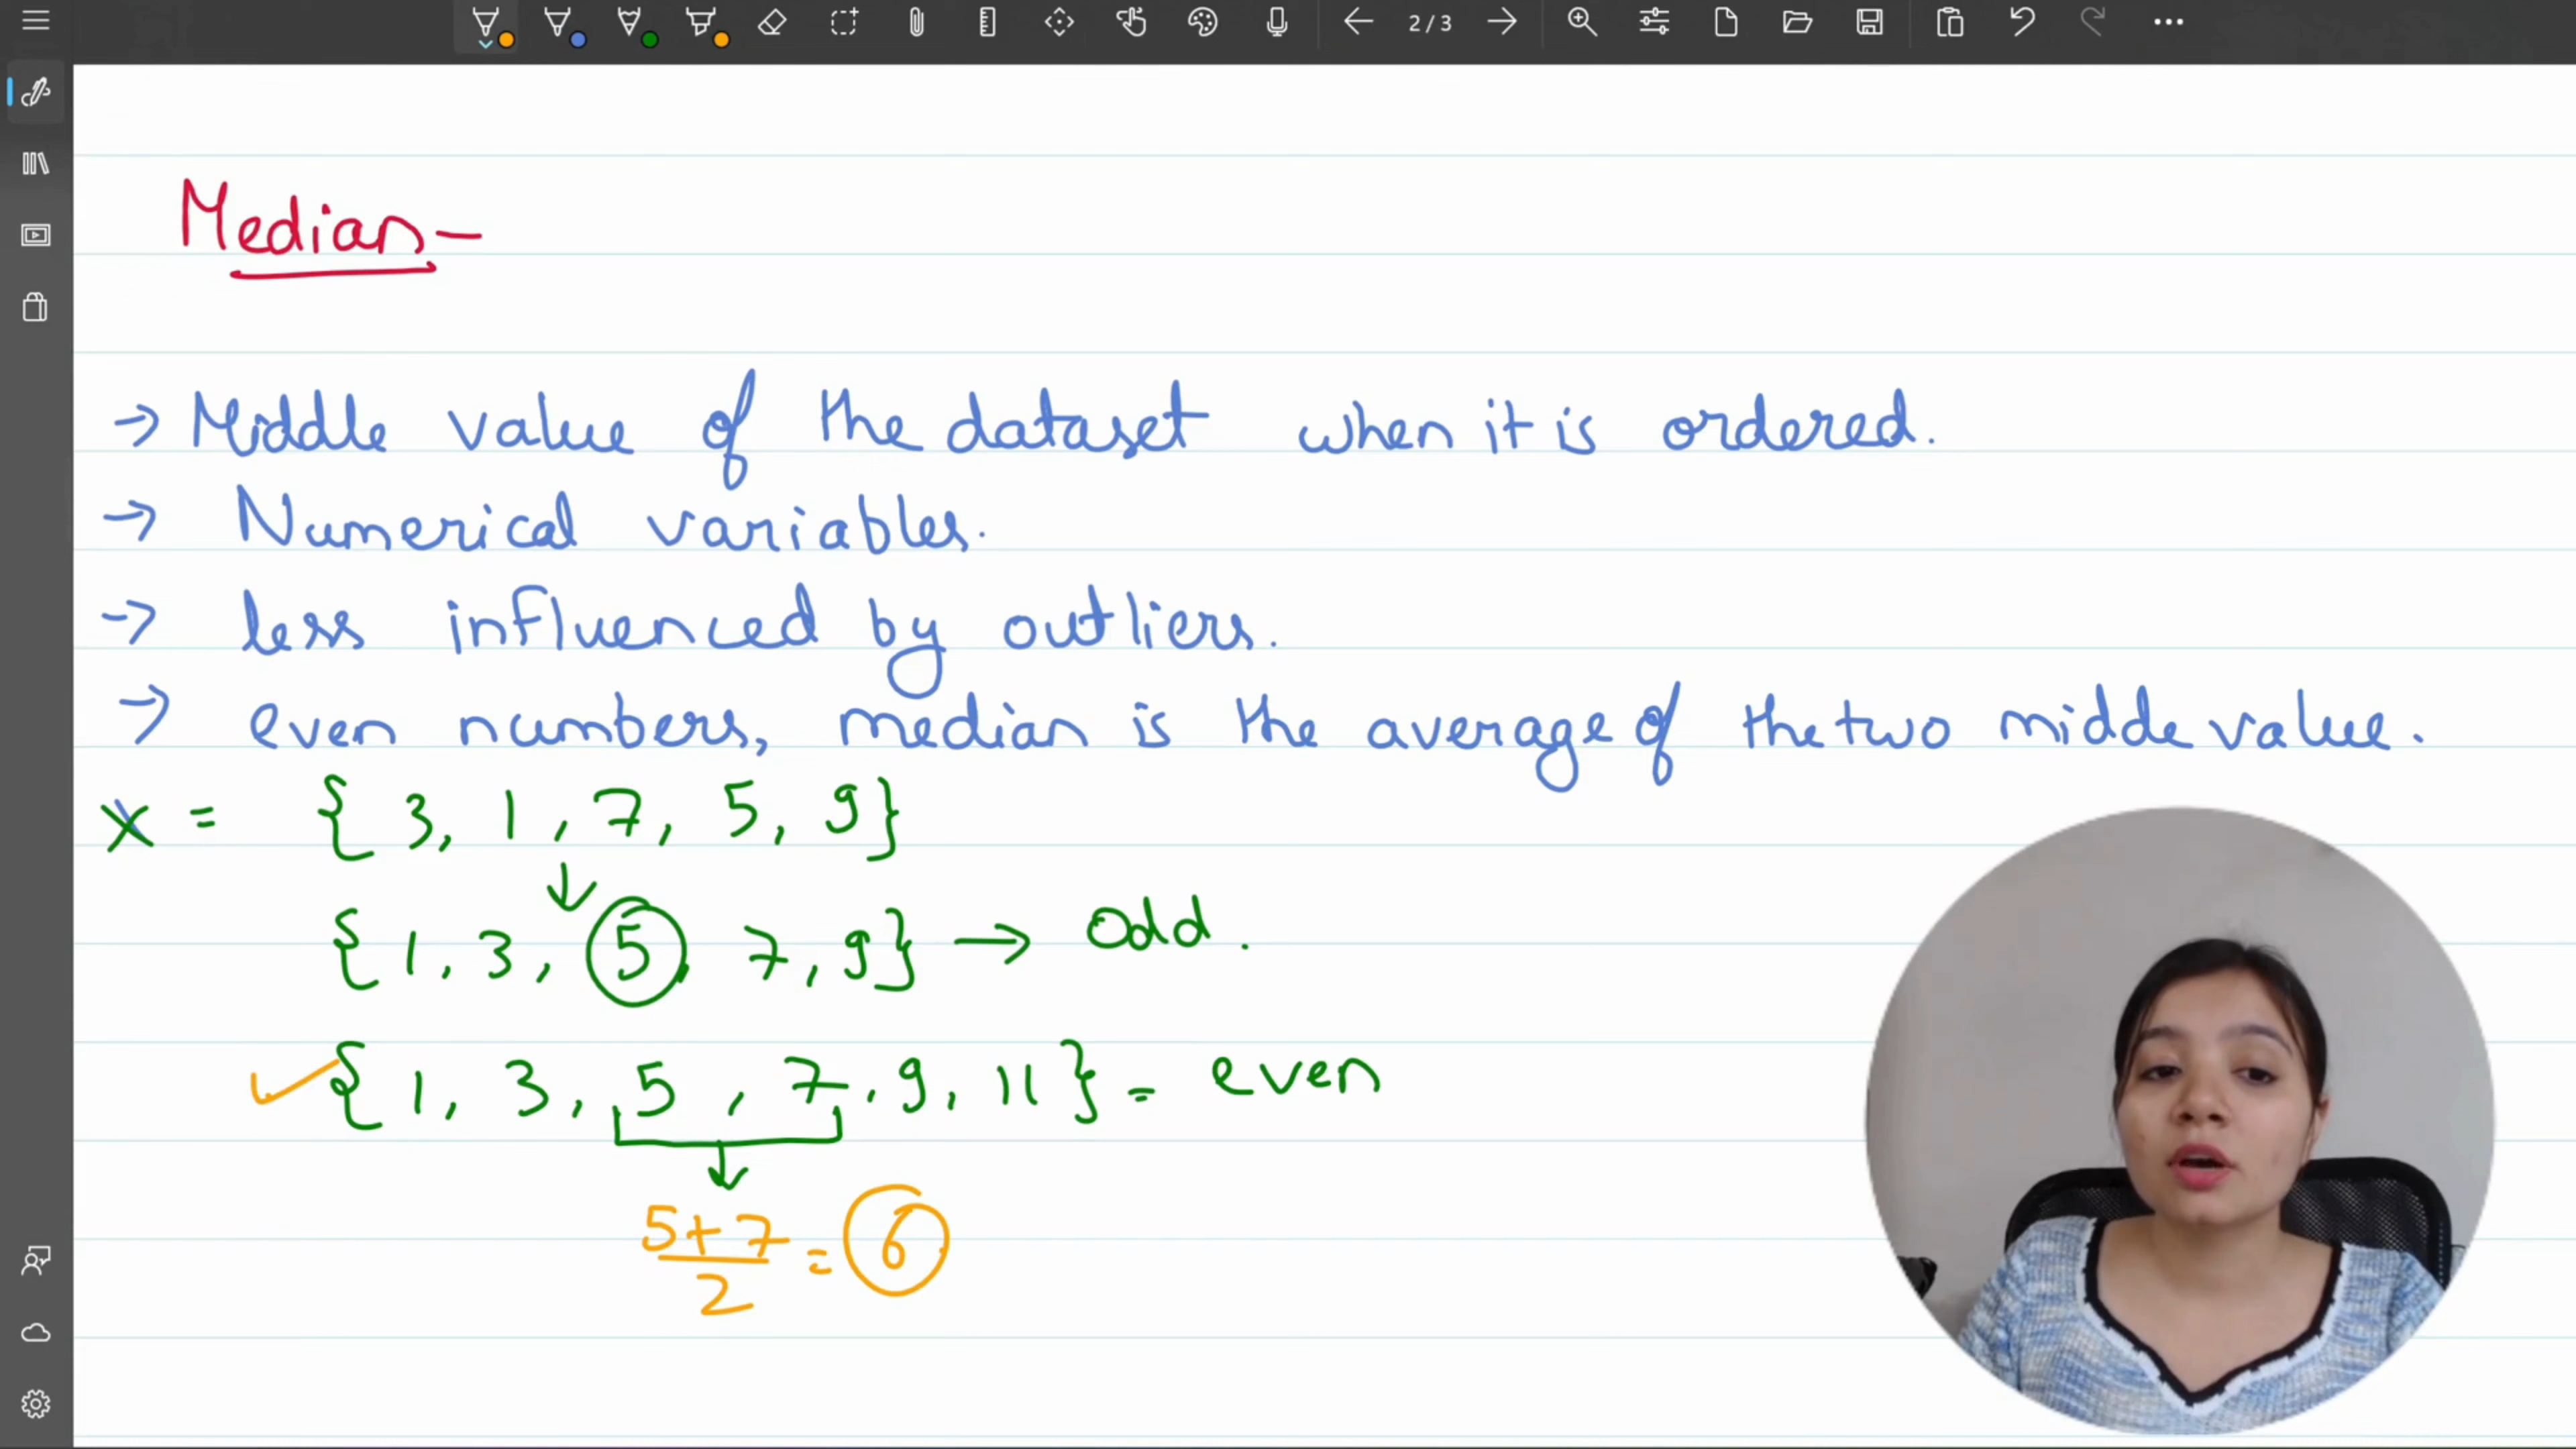 2 / 3
Median-
→ Middle value of the dataset when it is ordered.
→ Numerical variables.
→ less influenced by outliers.
→ even numbers, median is the average of the two midde value.
X = { 3, 1, 7, 5, 9}
↓
{ 1, 3, 5, 7, 9} → Odd.
✓{ 1, 3, 5, 7, 9, 11 } = even
↓
5+7
/2 = 6